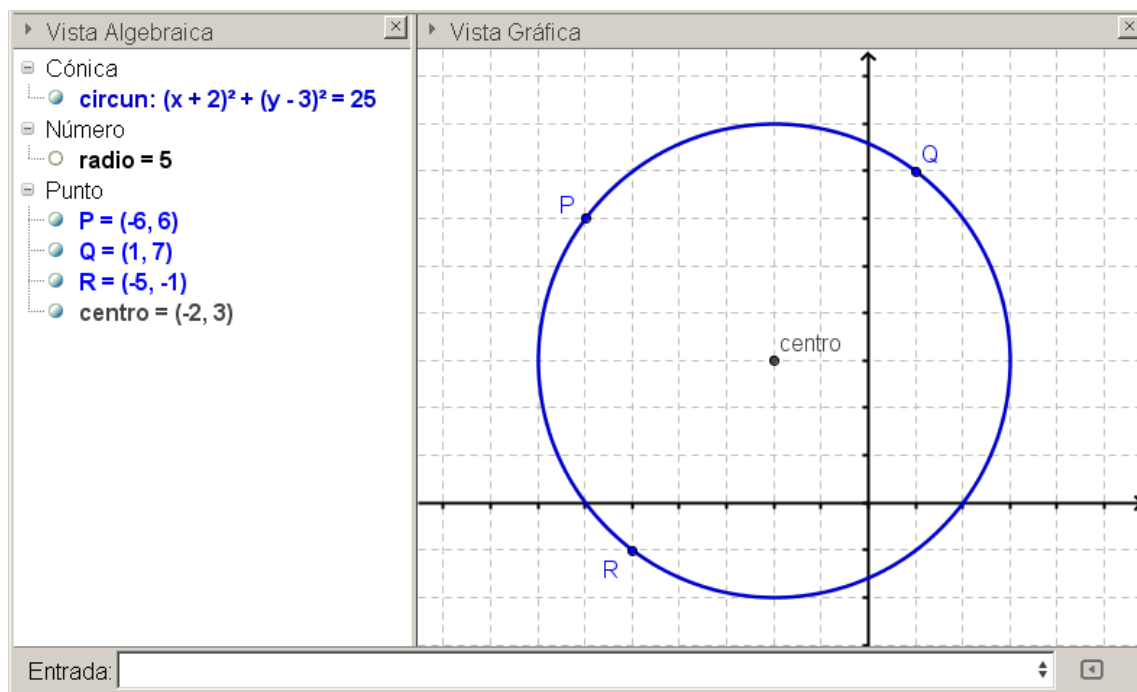 Vista Algebraica
Cónica
circun: (x + 2)² + (y - 3)² = 25
Número
radio = 5
Punto
P = (-6, 6)
Q = (1, 7)
R = (-5, -1)
centro = (-2, 3)
Vista Gráfica
Q
P
centro
R
Entrada: